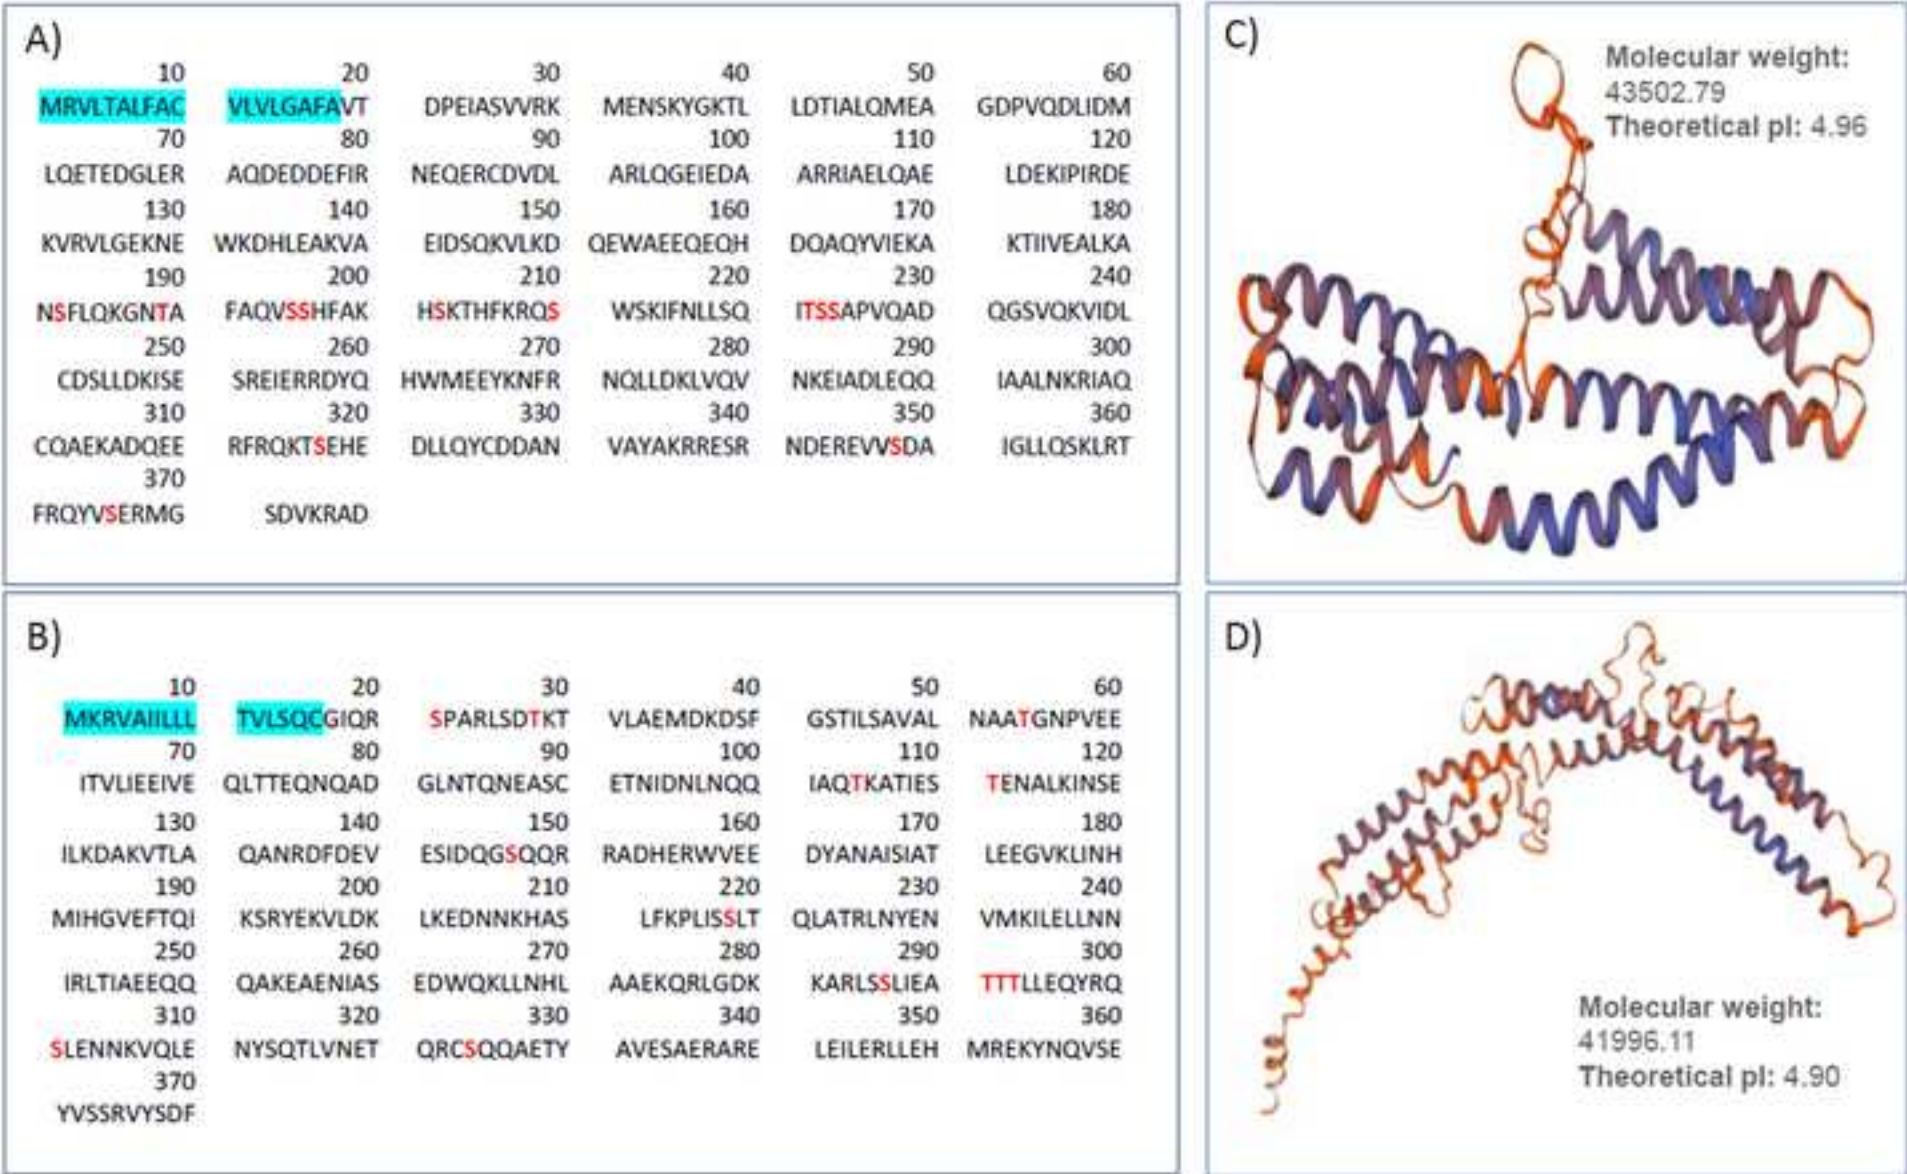 A)
10 20 30 40 50 60
MRVLTALFAC VLVLGAFAVT DPEIASVVRK MENSKYGKTL LDTIALQMEA GDPVQDLIDM
70 80 90 100 110 120
LQETEDGLER AQDEDDEFIR NEQERCDVDL ARLQGEIEDA ARRIAELQAE LDEKIPIRDE
130 140 150 160 170 180
KVRVLGEKNE WKDHLEAKVA EIDSQKVLKD QEWAEEQEQH DQAQYVIEKA KTIIVEALKA
190 200 210 220 230 240
NSFLQKGNTA FAQVSSHFAK HSKTHFKRQS WSKIFNLLSQ ITSSAPVQAD QGSVQKVIDL
250 260 270 280 290 300
CDSLLDKISE SREIERRDYQ HWMEEYKNFR NQLLDKLVQV NKEIADLEQQ IAALNKRIAQ
310 320 330 340 350 360
CQAEKADQEE RFRQKTSEHE DLLQYCDDAN VAYAKRRESR NDEREVVSDA IGLLQSKLRT
370
FRQYVSERMG SDVKRAD
B)
10 20 30 40 50 60
MKRVAIILLL TVLSQCGIQR SPARLSDTKT VLAEMDKDSF GSTILSAVAL NAATGNPVEE
70 80 90 100 110 120
ITVLIEEIVE QLTTEQNQAD GLNTQNEASC ETNIDNLNQQ IAQTKATIES TENALKINSE
130 140 150 160 170 180
ILKDAKVTLA QANRDFDEV ESIDQGSQQR RADHERWVEE DYANAISIAT LEEGVKLINH
190 200 210 220 230 240
MIHGVEFTQI KSRYEKVLDK LKEDNNKHAS LFKPLISSLT QLATRLNYEN VMKILELLNN
250 260 270 280 290 300
IRLTIAEEQQ QAKEAENIAS EDWQKLLNHL AAEKQRLGDK KARLSSLIEA TTTLLEQYRQ
310 320 330 340 350 360
SLENNKVQLE NYSQTLVNET QRCSQQAETY AVESAERARE LEILERLLEH MREKYNQVSE
370
YVSSRVYSDF
C)
Molecular weight:
43502.79
Theoretical pI: 4.96
D)
Molecular weight:
41996.11
Theoretical pI: 4.90